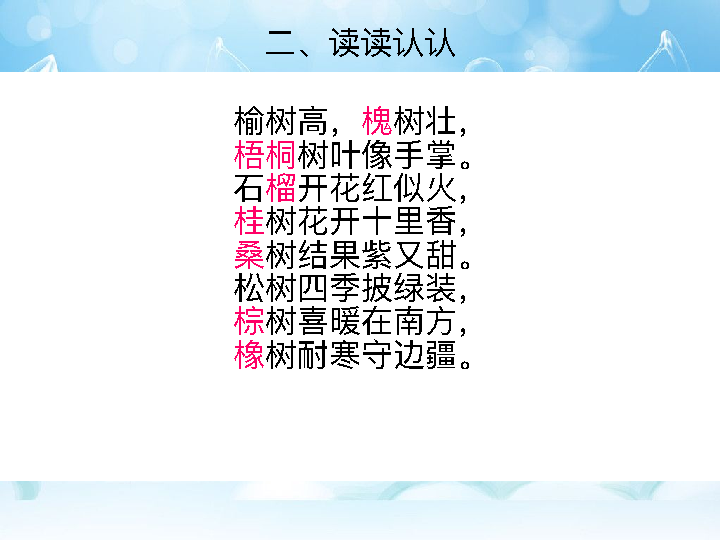 二、读读认认
榆树高，槐树壮，
梧桐树叶像手掌。
石榴开花红似火，
桂树花开十里香，
桑树结果紫又甜。
松树四季披绿装，
棕树喜暖在南方，
橡树耐寒守边疆。